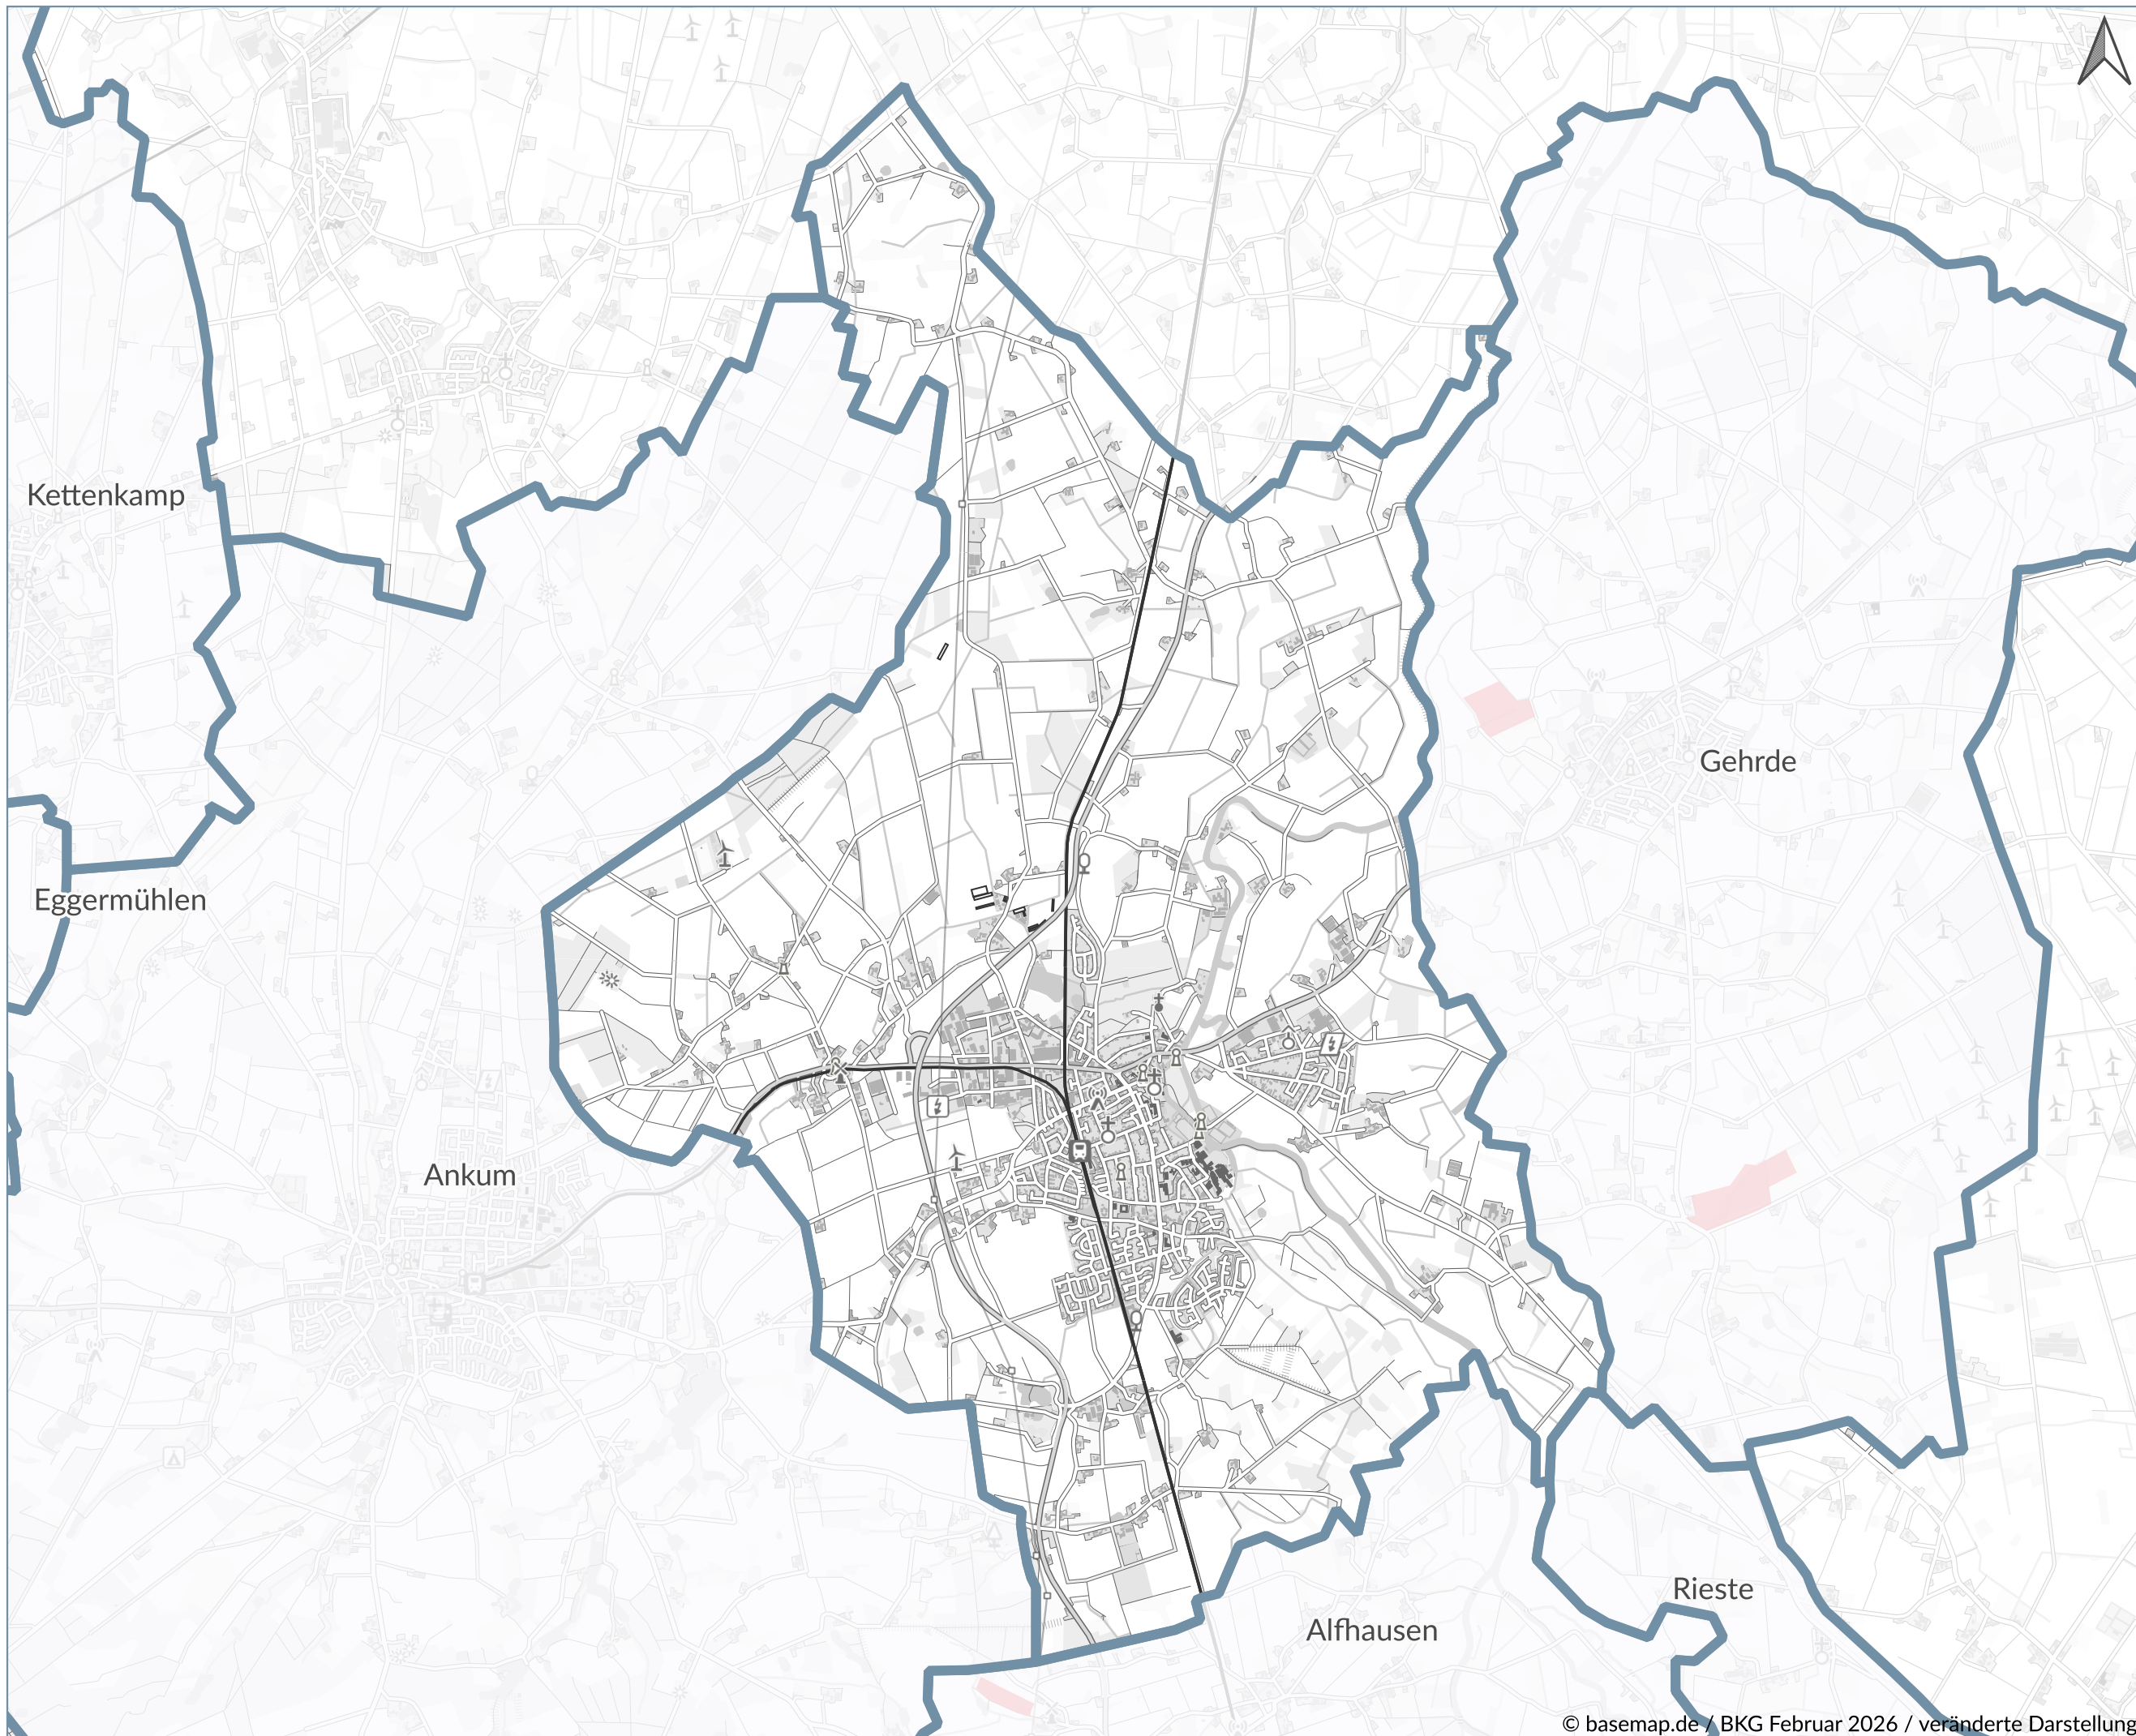 Kettenkamp
Gehrde
Eggermühlen
Ankum
Rieste
Alfhausen
© basemap.de / BKG Februar 2026 / veränderte Darstellung